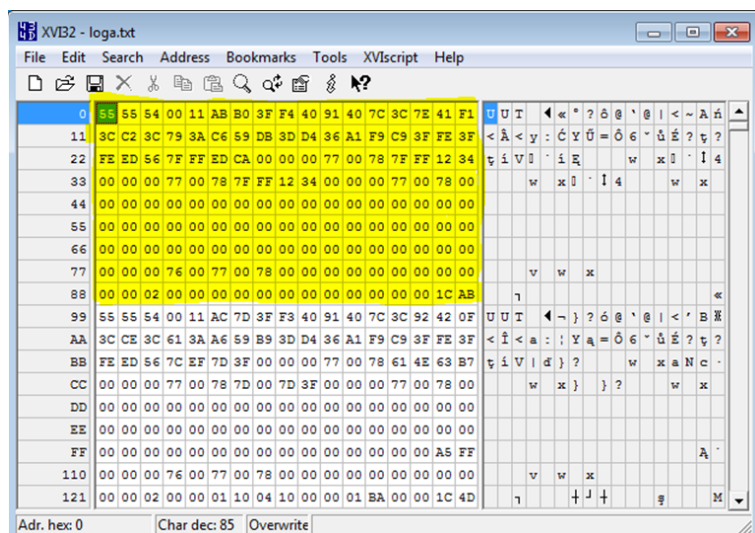 XVI32 - loga.txt
File Edit Search Address Bookmarks Tools XVIscript Help
0 55 55 54 00 11 AB B0 3F F4 40 91 40 7C 3C 7E 41 F1 U U T « ° ? ô @ ` @ | < ~ A ń
11 3C C2 3C 79 3A C6 59 DB 3D D4 36 A1 F9 C9 3F FE 3F < Â < y : Ć Y Ű = Ô 6 ˇ ů É ? ţ ?
22 FE ED 56 7F FF ED CA 00 00 00 77 00 78 7F FF 12 34 ţ í V ˙ í Ę w x ˙ 4
33 00 00 00 77 00 78 7F FF 12 34 00 00 00 77 00 78 00 w x ˙ 4 w x
44 00 00 00 00 00 00 00 00 00 00 00 00 00 00 00 00 00
55 00 00 00 00 00 00 00 00 00 00 00 00 00 00 00 00 00
66 00 00 00 00 00 00 00 00 00 00 00 00 00 00 00 00 00
77 00 00 00 76 00 77 00 78 00 00 00 00 00 00 00 00 00 v w x
88 00 00 02 00 00 00 00 00 00 00 00 00 00 00 00 1C AB «
99 55 55 54 00 11 AC 7D 3F F3 40 91 40 7C 3C 92 42 0F U U T ¬ } ? ó @ ` @ | < ' B
AA 3C CE 3C 61 3A A6 59 B9 3D D4 36 A1 F9 C9 3F FE 3F < Î < a : ¦ Y ą = Ô 6 ˇ ů É ? ţ ?
BB FE ED 56 7C EF 7D 3F 00 00 00 77 00 78 61 4E 63 B7 ţ í V | ď } ? w x a N c ·
CC 00 00 00 77 00 78 7D 00 7D 3F 00 00 00 77 00 78 00 w x } } ? w x
DD 00 00 00 00 00 00 00 00 00 00 00 00 00 00 00 00 00
EE 00 00 00 00 00 00 00 00 00 00 00 00 00 00 00 00 00
FF 00 00 00 00 00 00 00 00 00 00 00 00 00 00 00 A5 FF Ą ˙
110 00 00 00 76 00 77 00 78 00 00 00 00 00 00 00 00 00 v w x
121 00 00 02 00 00 01 10 04 10 00 00 01 BA 00 00 1C 4D ş M
Adr. hex: 0 Char dec: 85 Overwrite